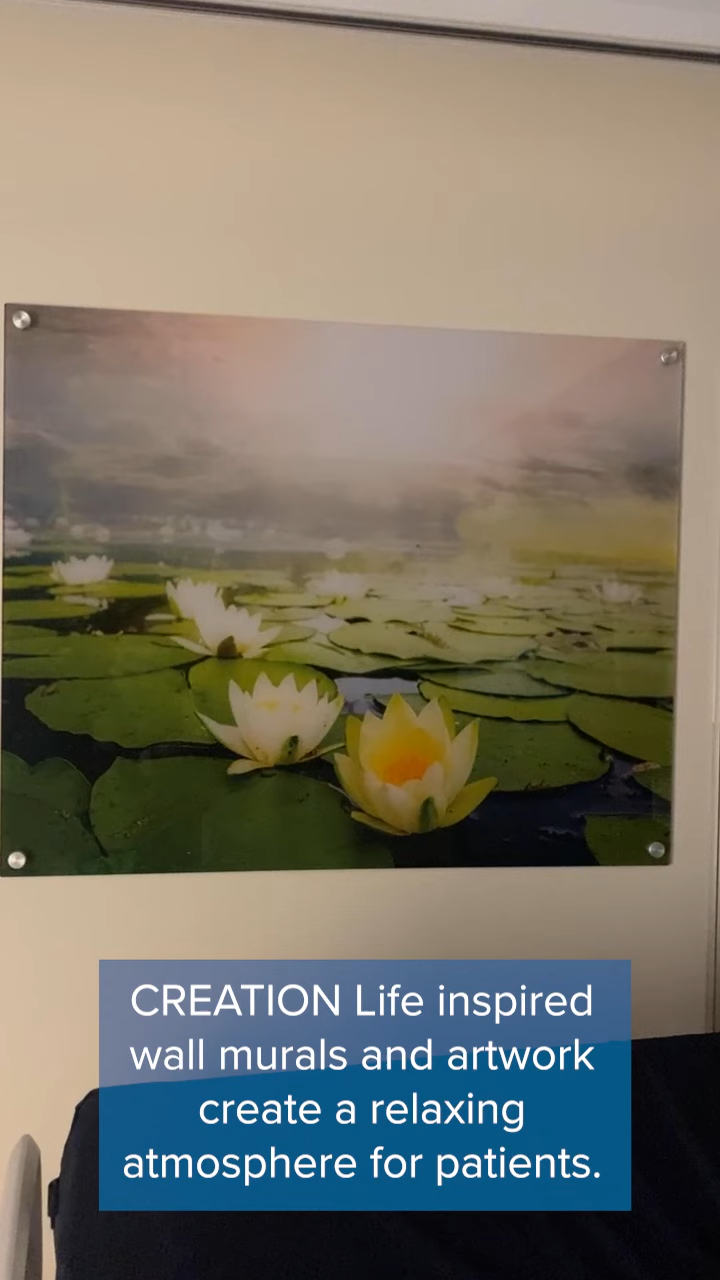 CREATION Life inspired
wall murals and artwork
create a relaxing
atmosphere for patients.